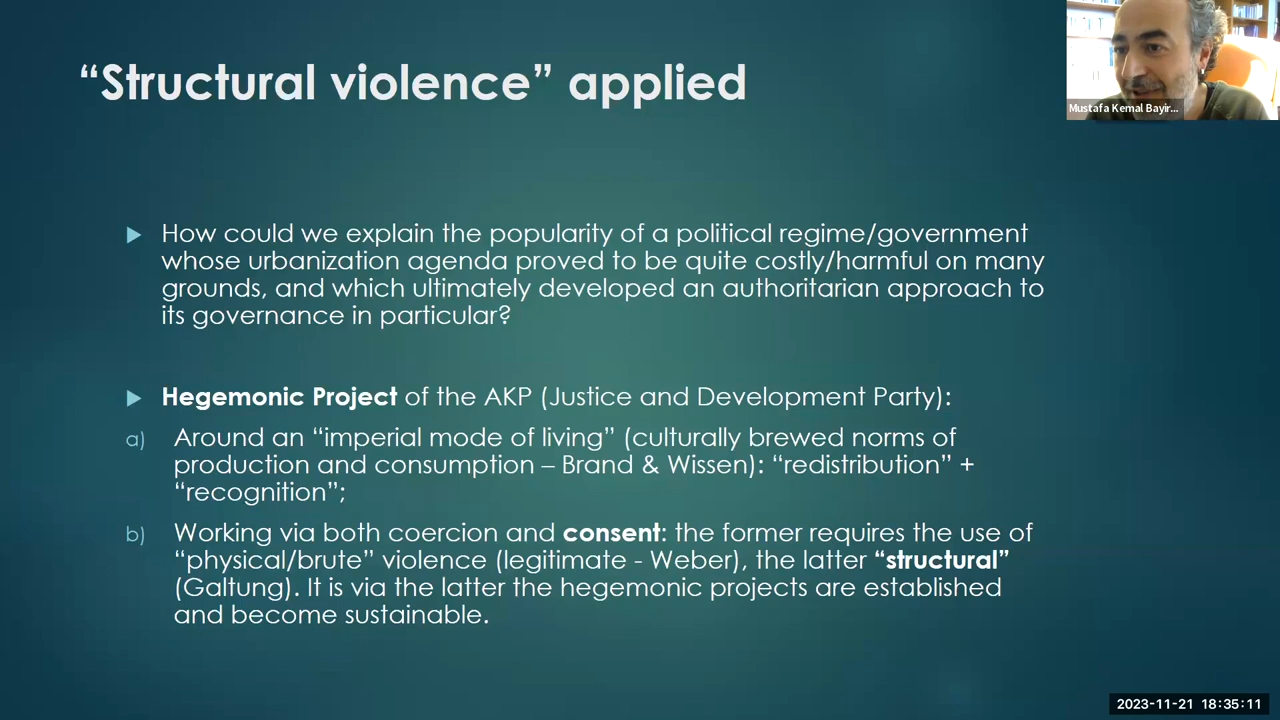 “Structural violence” applied
Mustafa Kemal Bayir...
How could we explain the popularity of a political regime/government
whose urbanization agenda proved to be quite costly/harmful on many
grounds, and which ultimately developed an authoritarian approach to
its governance in particular?
Hegemonic Project of the AKP (Justice and Development Party):
a) Around an “imperial mode of living” (culturally brewed norms of
production and consumption – Brand & Wissen): “redistribution” +
“recognition”;
b) Working via both coercion and consent: the former requires the use of
“physical/brute” violence (legitimate - Weber), the latter “structural”
(Galtung). It is via the latter the hegemonic projects are established
and become sustainable.
2023-11-21 18:35:11